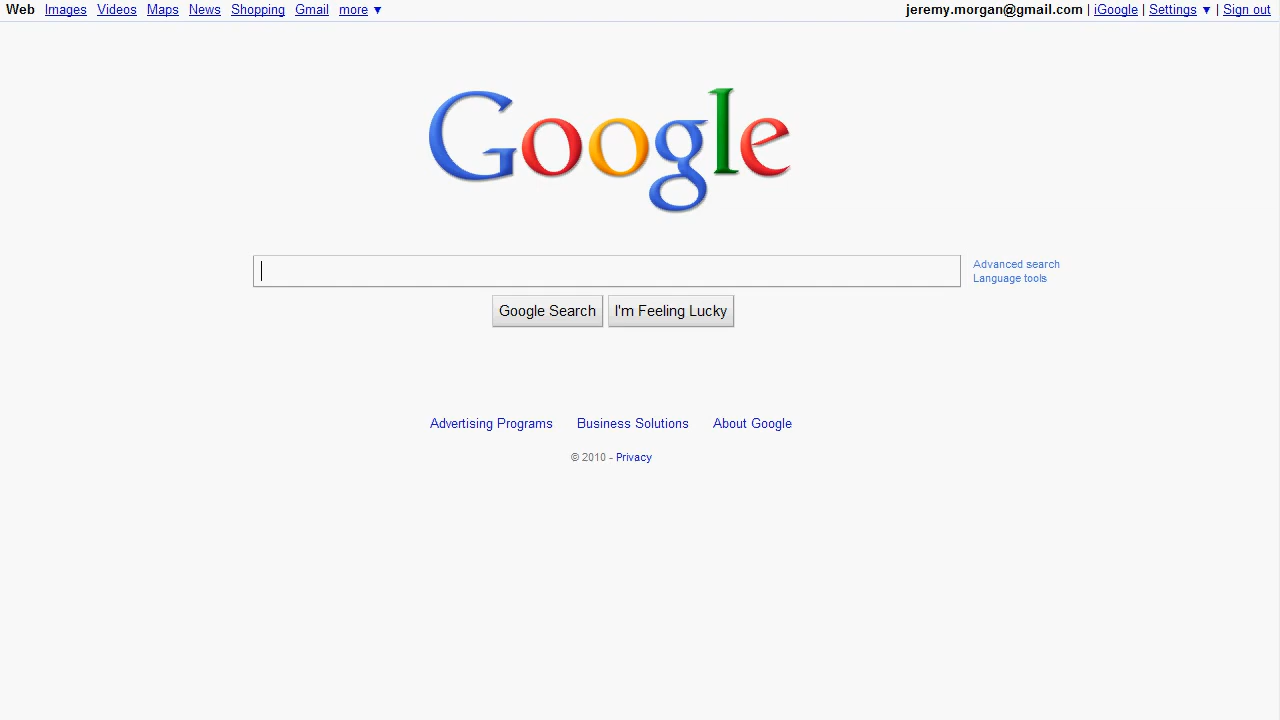 Web Images Videos Maps News Shopping Gmail more ▼
jeremy.morgan@gmail.com | iGoogle | Settings ▼ | Sign out
Google
Advanced search
Language tools
Google Search I'm Feeling Lucky
Advertising Programs Business Solutions About Google
© 2010 - Privacy